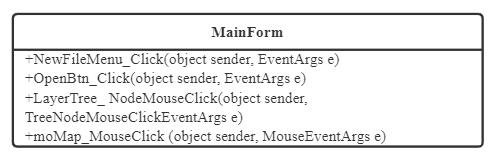 MainForm
+NewFileMenu_Click(object sender, EventArgs e)
+OpenBtn_Click(object sender, EventArgs e)
+LayerTree_ NodeMouseClick(object sender,
TreeNodeMouseClickEventArgs e)
+moMap_MouseClick (object sender, MouseEventArgs e)